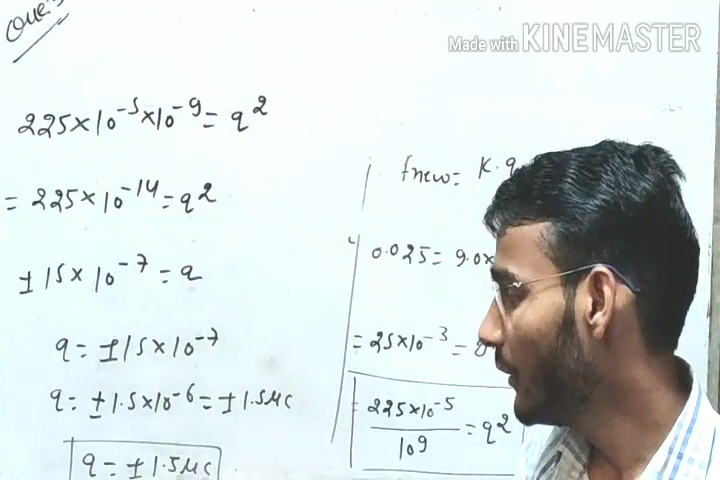 Ques
Made with KINEMASTER
225×10⁻⁵×10⁻⁹ = q²
= 225×10⁻¹⁴ = q²
±15×10⁻⁷ = q
q = ±15×10⁻⁷
q = ±1.5×10⁻⁶ = ±1.5μC
q = ±1.5μC
fnew = K.q
0.025 = 9.0×
= 25×10⁻³ =
= 225×10⁻⁵ / 10⁹ = q²